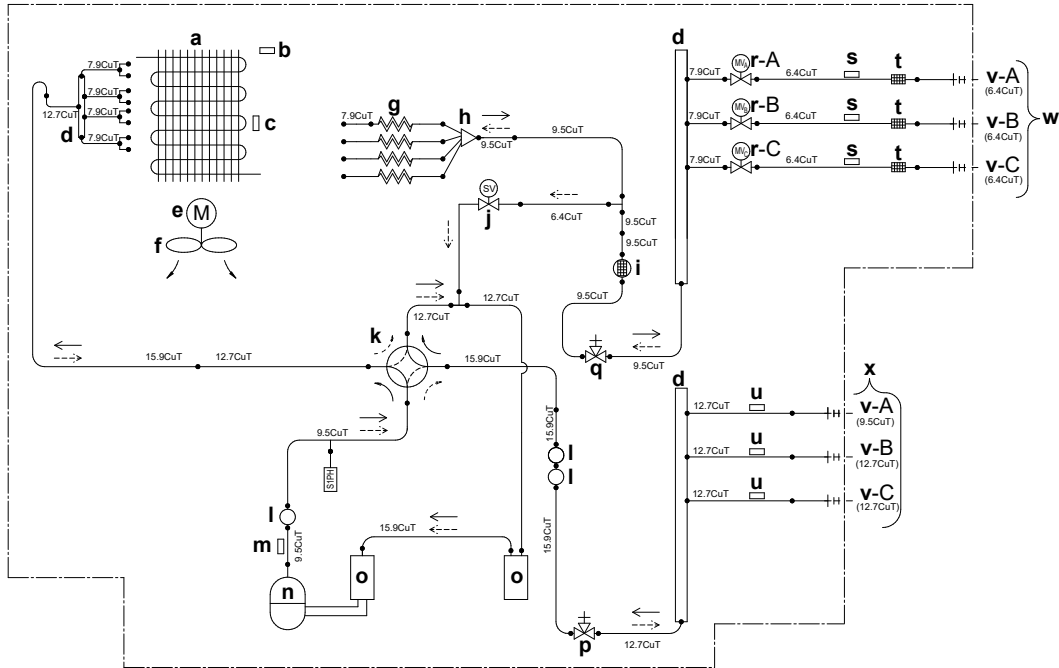 a
b
7.9CuT
7.9CuT
7.9CuT
7.9CuT
12.7CuT
d
c
e M
f
7.9CuT
g
h
9.5CuT
9.5CuT
SV
j
6.4CuT
9.5CuT
9.5CuT
i
9.5CuT
q
9.5CuT
d
7.9CuT
MVA
r-A
6.4CuT
s
t
v-A
(6.4CuT)
7.9CuT
MVB
r-B
6.4CuT
s
t
v-B
(6.4CuT)
7.9CuT
MVC
r-C
6.4CuT
s
t
v-C
(6.4CuT)
w
12.7CuT
12.7CuT
k
15.9CuT
12.7CuT
15.9CuT
9.5CuT
S1PH
l
m
9.5CuT
n
15.9CuT
o
o
15.9CuT
l
l
15.9CuT
p
12.7CuT
d
x
12.7CuT
u
v-A
(9.5CuT)
12.7CuT
u
v-B
(12.7CuT)
12.7CuT
u
v-C
(12.7CuT)